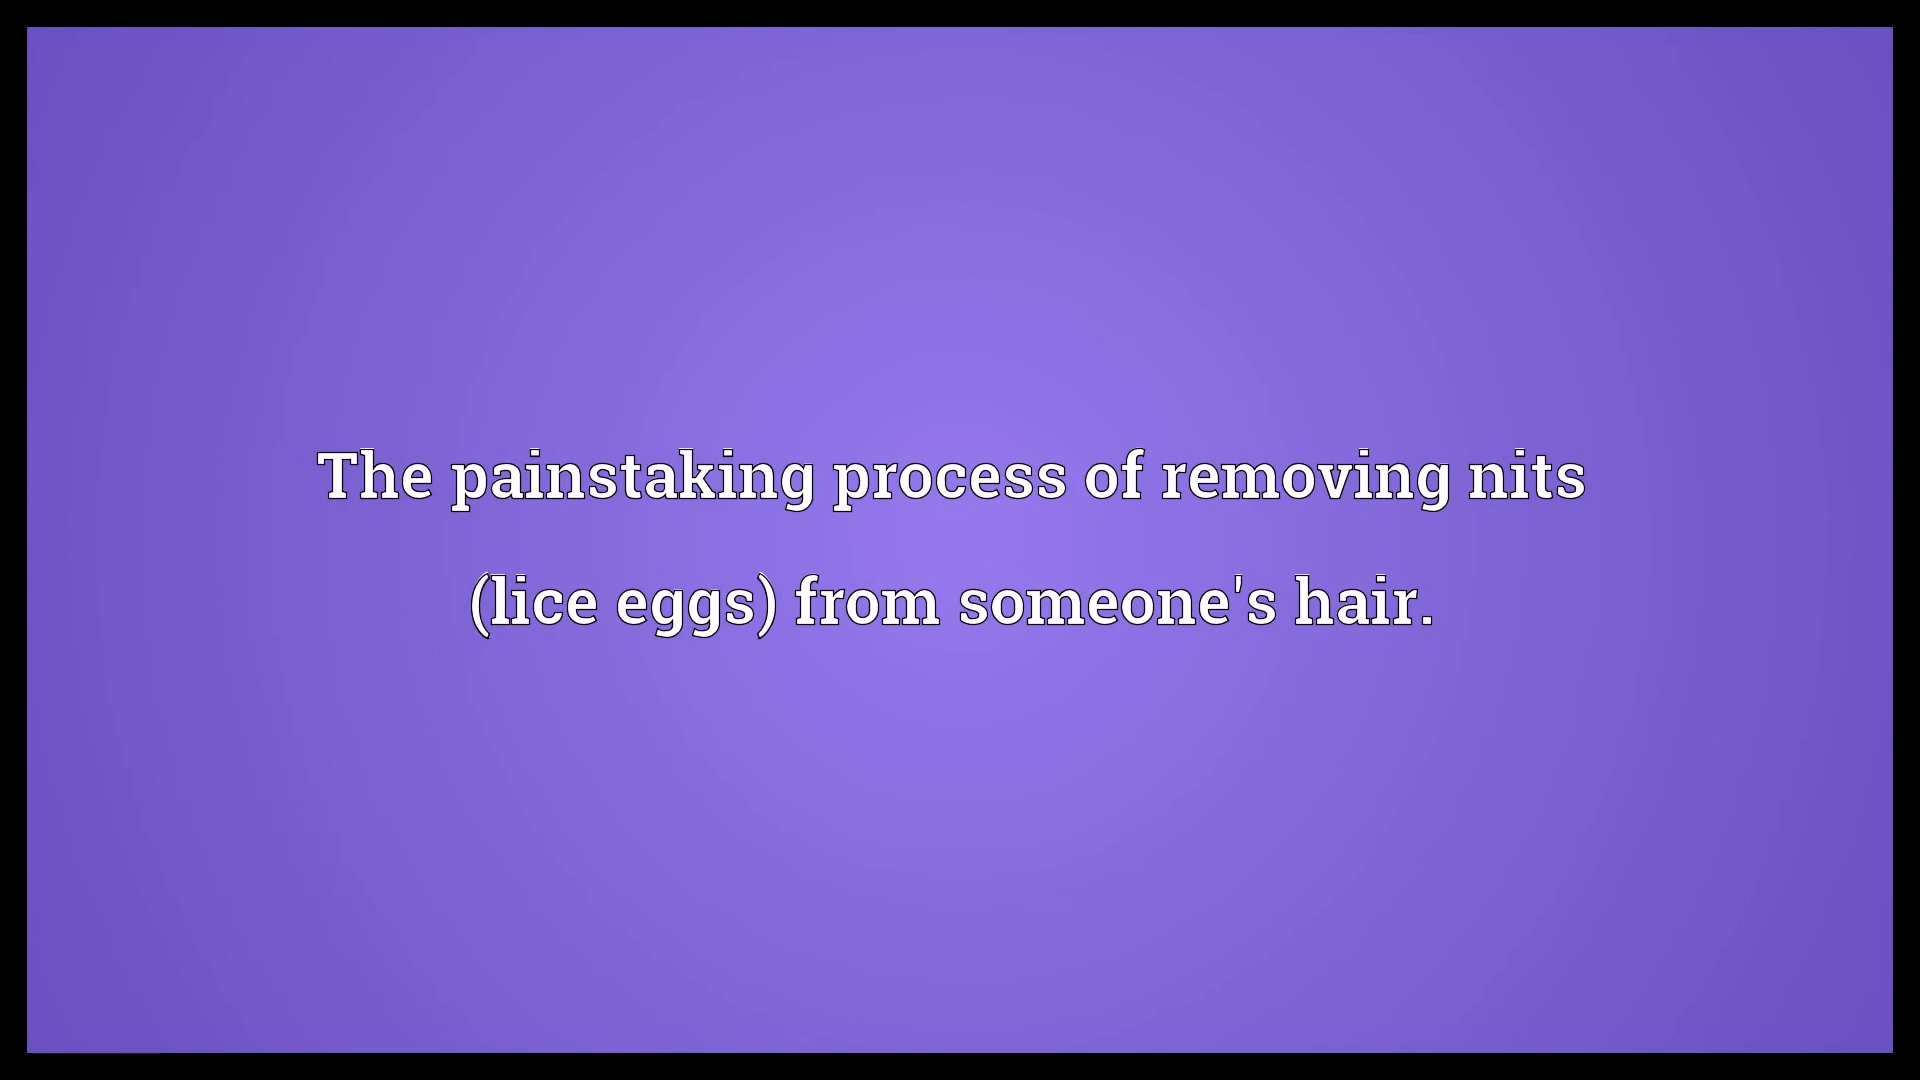 The painstaking process of removing nits
(lice eggs) from someone's hair.